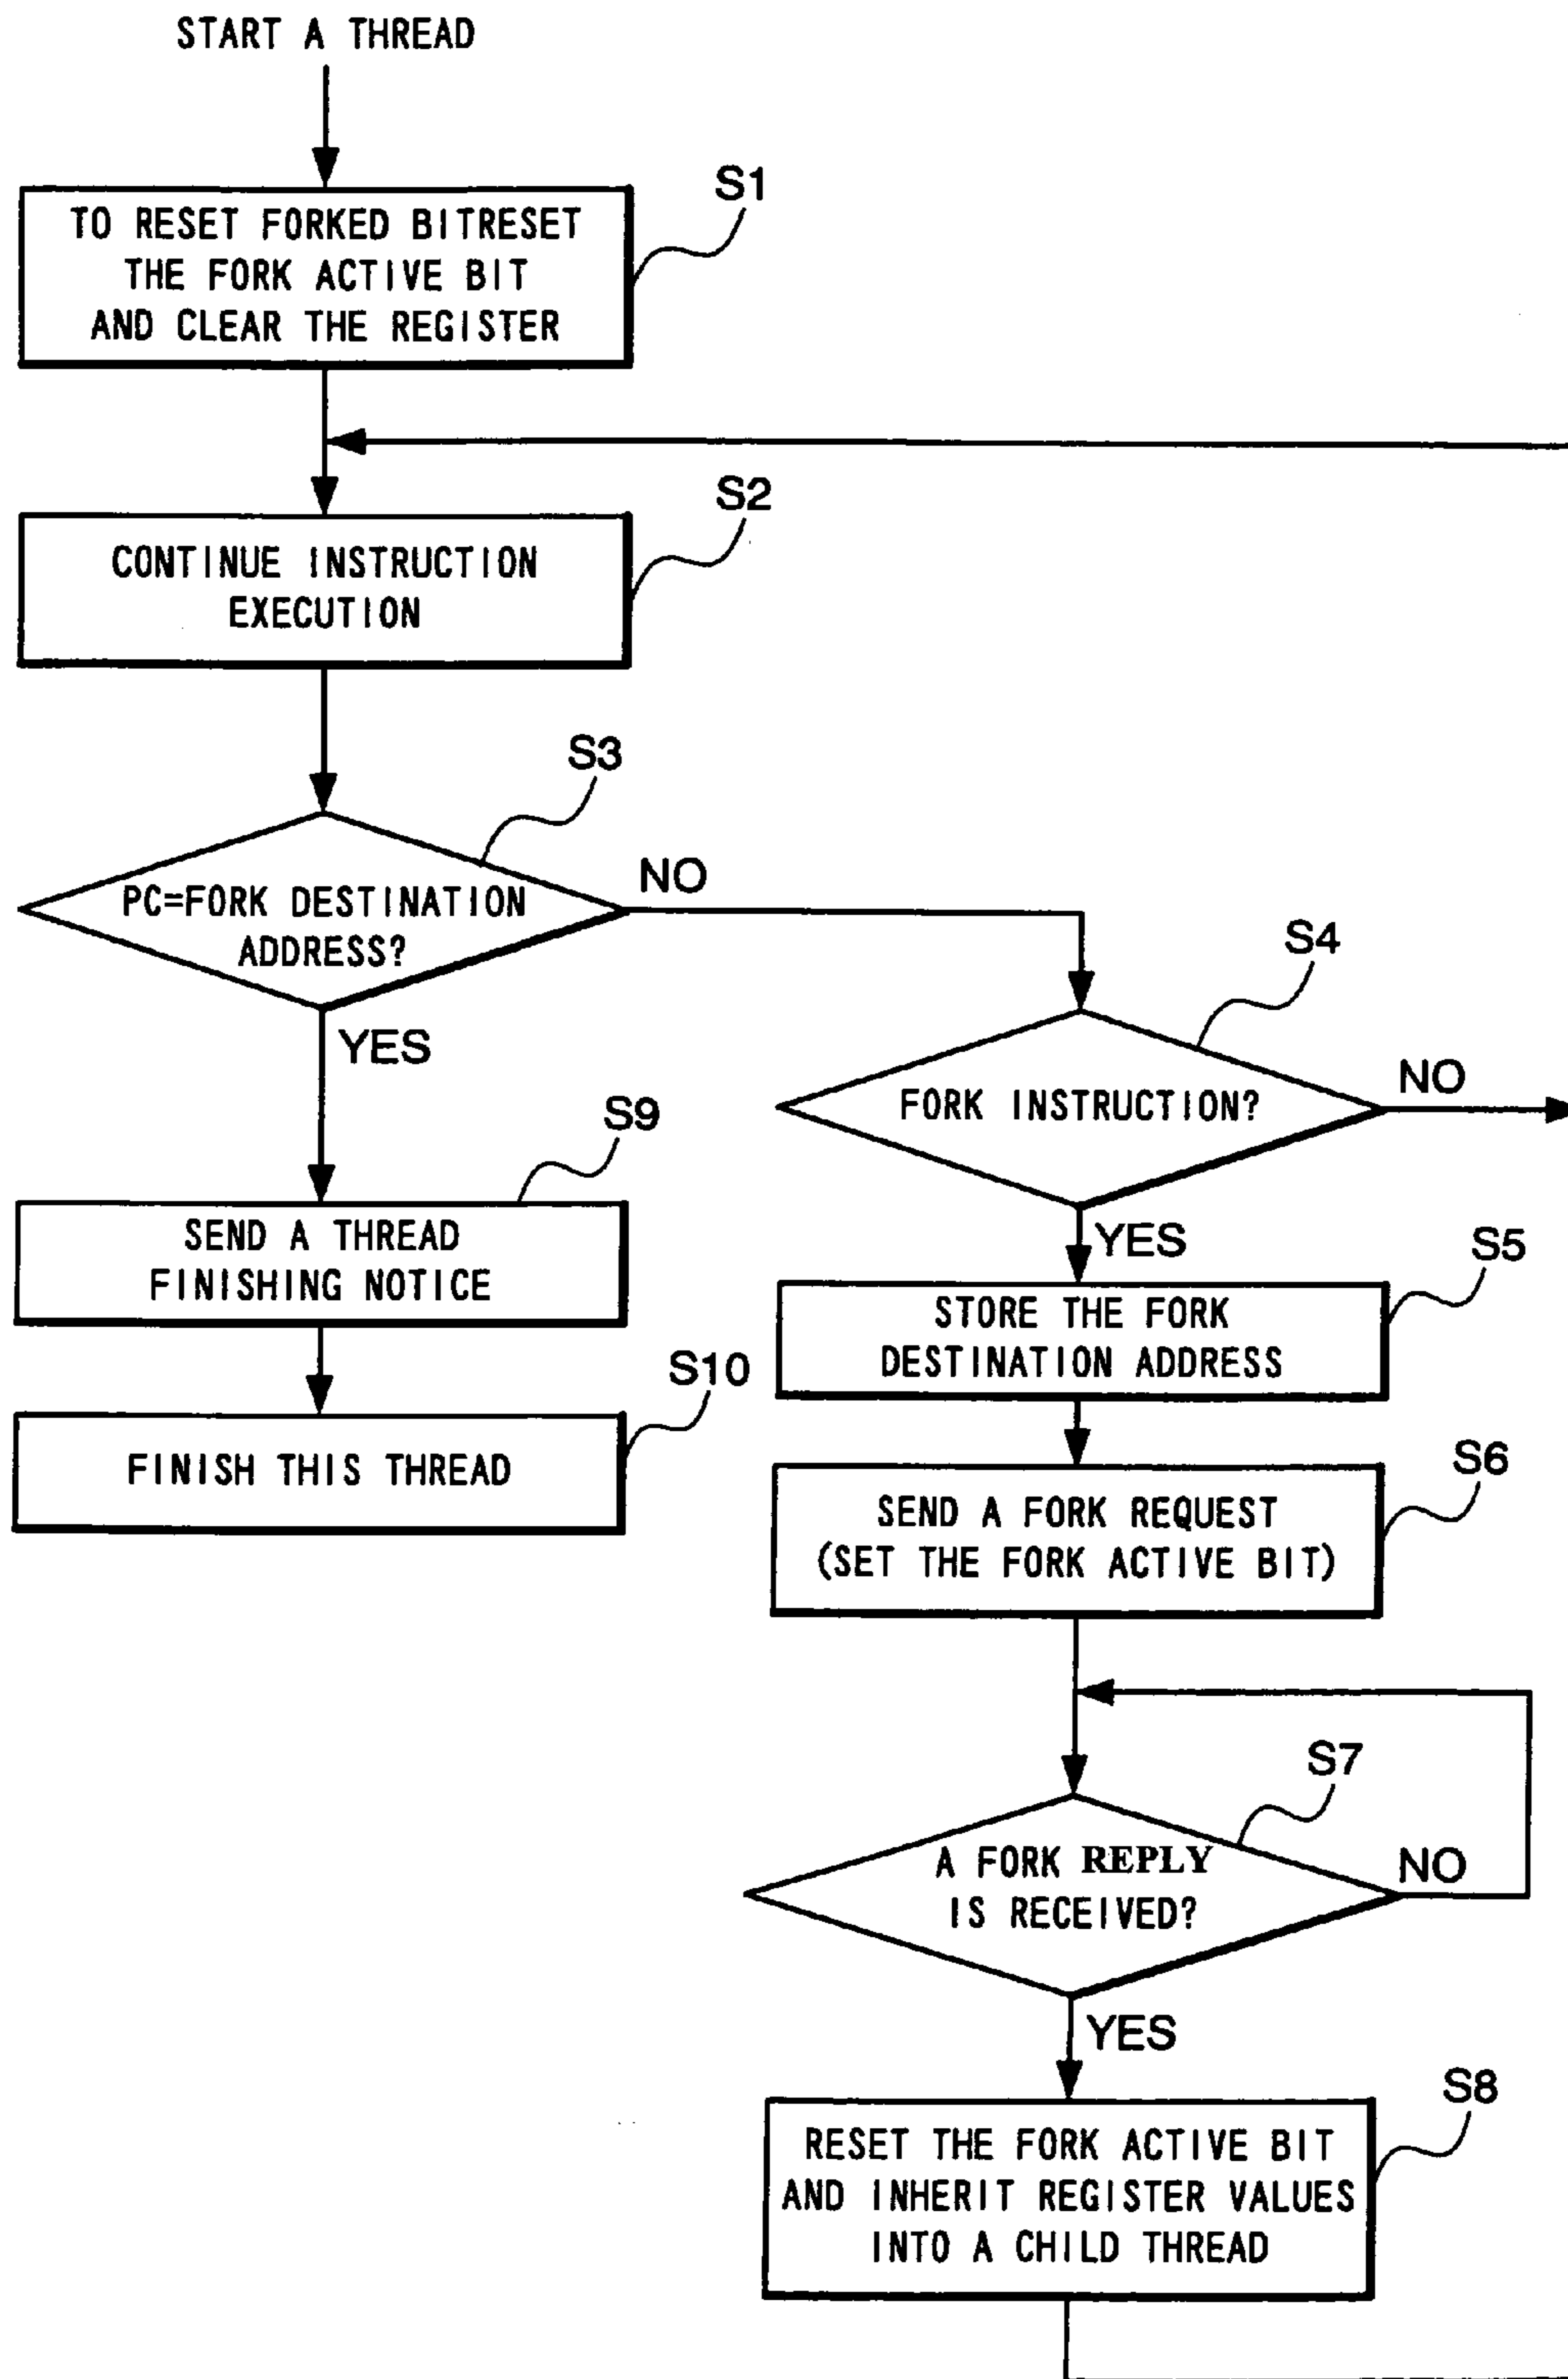 START A THREAD
S1
TO RESET FORKED BITRESET
THE FORK ACTIVE BIT
AND CLEAR THE REGISTER
S2
CONTINUE INSTRUCTION
EXECUTION
S3
PC=FORK DESTINATION
ADDRESS?
NO
YES
S4
FORK INSTRUCTION?
NO
YES
S9
SEND A THREAD
FINISHING NOTICE
S10
FINISH THIS THREAD
S5
STORE THE FORK
DESTINATION ADDRESS
S6
SEND A FORK REQUEST
(SET THE FORK ACTIVE BIT)
S7
A FORK REPLY
IS RECEIVED?
NO
YES
S8
RESET THE FORK ACTIVE BIT
AND INHERIT REGISTER VALUES
INTO A CHILD THREAD